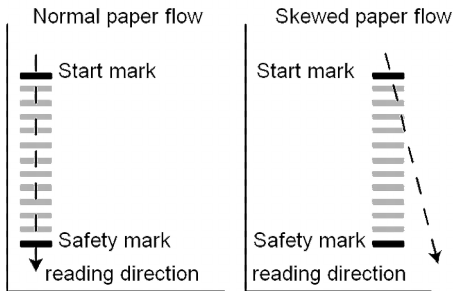 Normal paper flow
Start mark
Safety mark
reading direction
Skewed paper flow
Start mark
Safety mark
reading direction